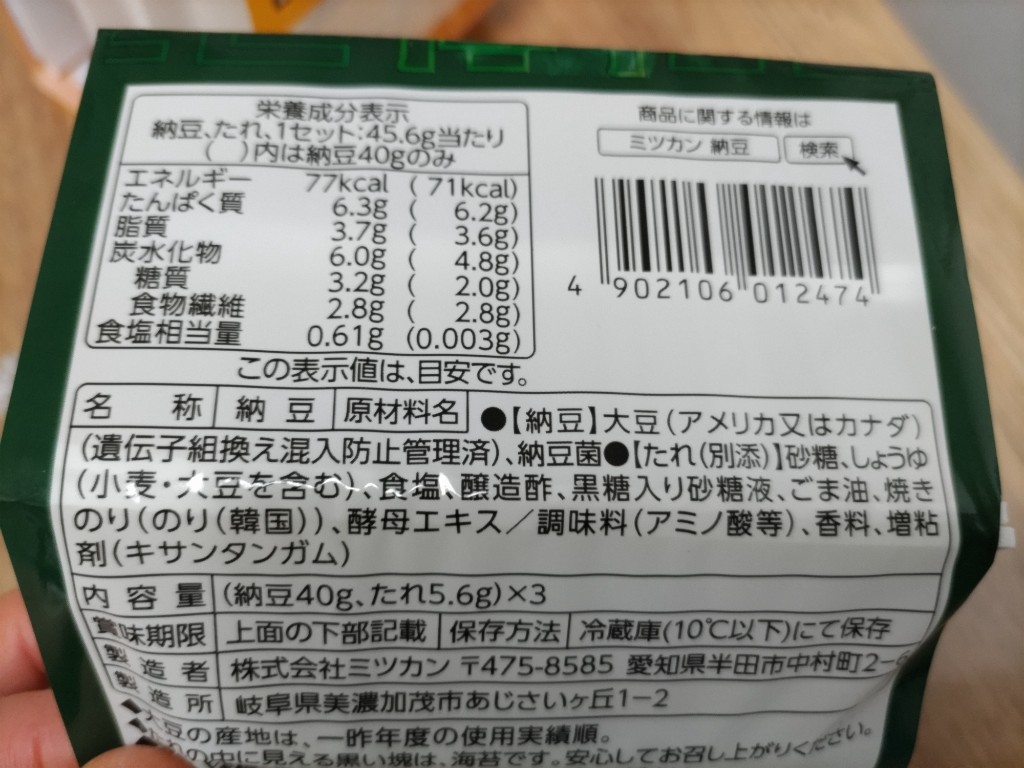 栄養成分表示
納豆、たれ、1セット:45.6g当たり
( )内は納豆40gのみ
エネルギー 77kcal ( 71kcal)
たんぱく質 6.3g ( 6.2g)
脂質 3.7g ( 3.6g)
炭水化物 6.0g ( 4.8g)
糖質 3.2g ( 2.0g)
食物繊維 2.8g ( 2.8g)
食塩相当量 0.61g (0.003g)
この表示値は、目安です。
商品に関する情報は
ミツカン 納豆 検索
4 902106 012474
名称 納豆 原材料名 ●【納豆】大豆(アメリカ又はカナダ)
(遺伝子組換え混入防止管理済)、納豆菌●【たれ(別添)】砂糖、しょうゆ
(小麦・大豆を含む)、食塩、醸造酢、黒糖入り砂糖液、ごま油、焼き
のり(のり(韓国))、酵母エキス/調味料(アミノ酸等)、香料、増粘
剤(キサンタンガム)
内容量 (納豆40g、たれ5.6g)×3
賞味期限 上面の下部記載 保存方法 冷蔵庫(10℃以下)にて保存
製造者 株式会社ミツカン 〒475-8585 愛知県半田市中村町2-6
製造所 岐阜県美濃加茂市あじさいヶ丘1-2
大豆の産地は、一昨年度の使用実績順。
の中に見える黒い塊は、海苔です。安心してお召し上がりください。